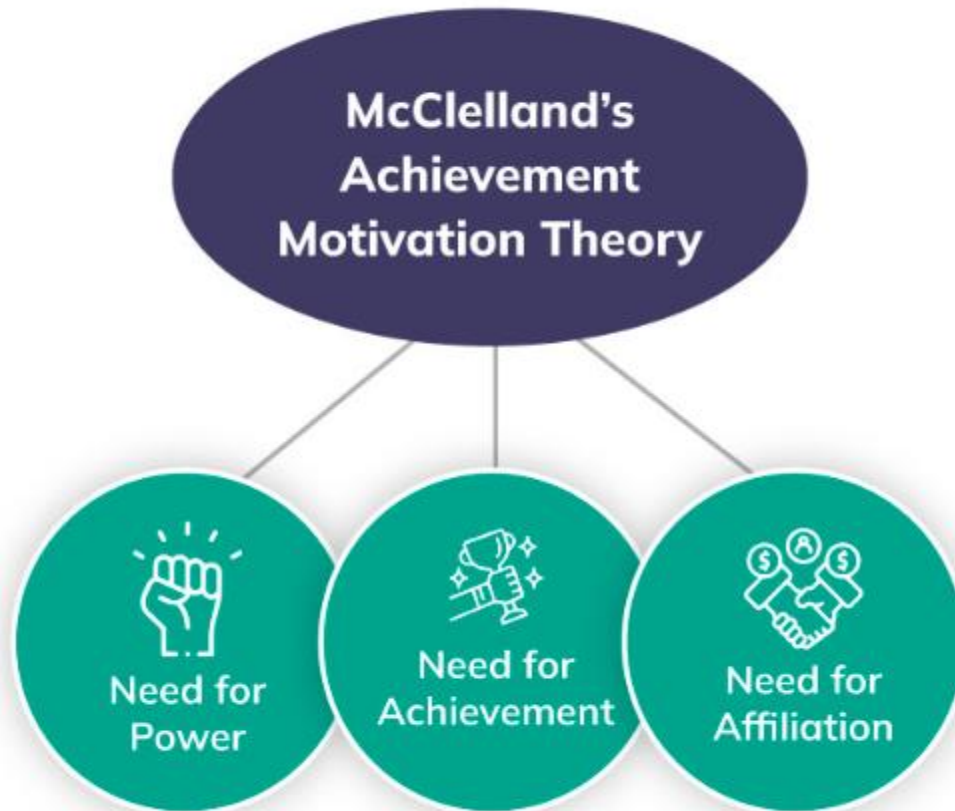 McClelland's
Achievement
Motivation Theory
Need for
Power
Need for
Achievement
$
$
Need for
Affiliation